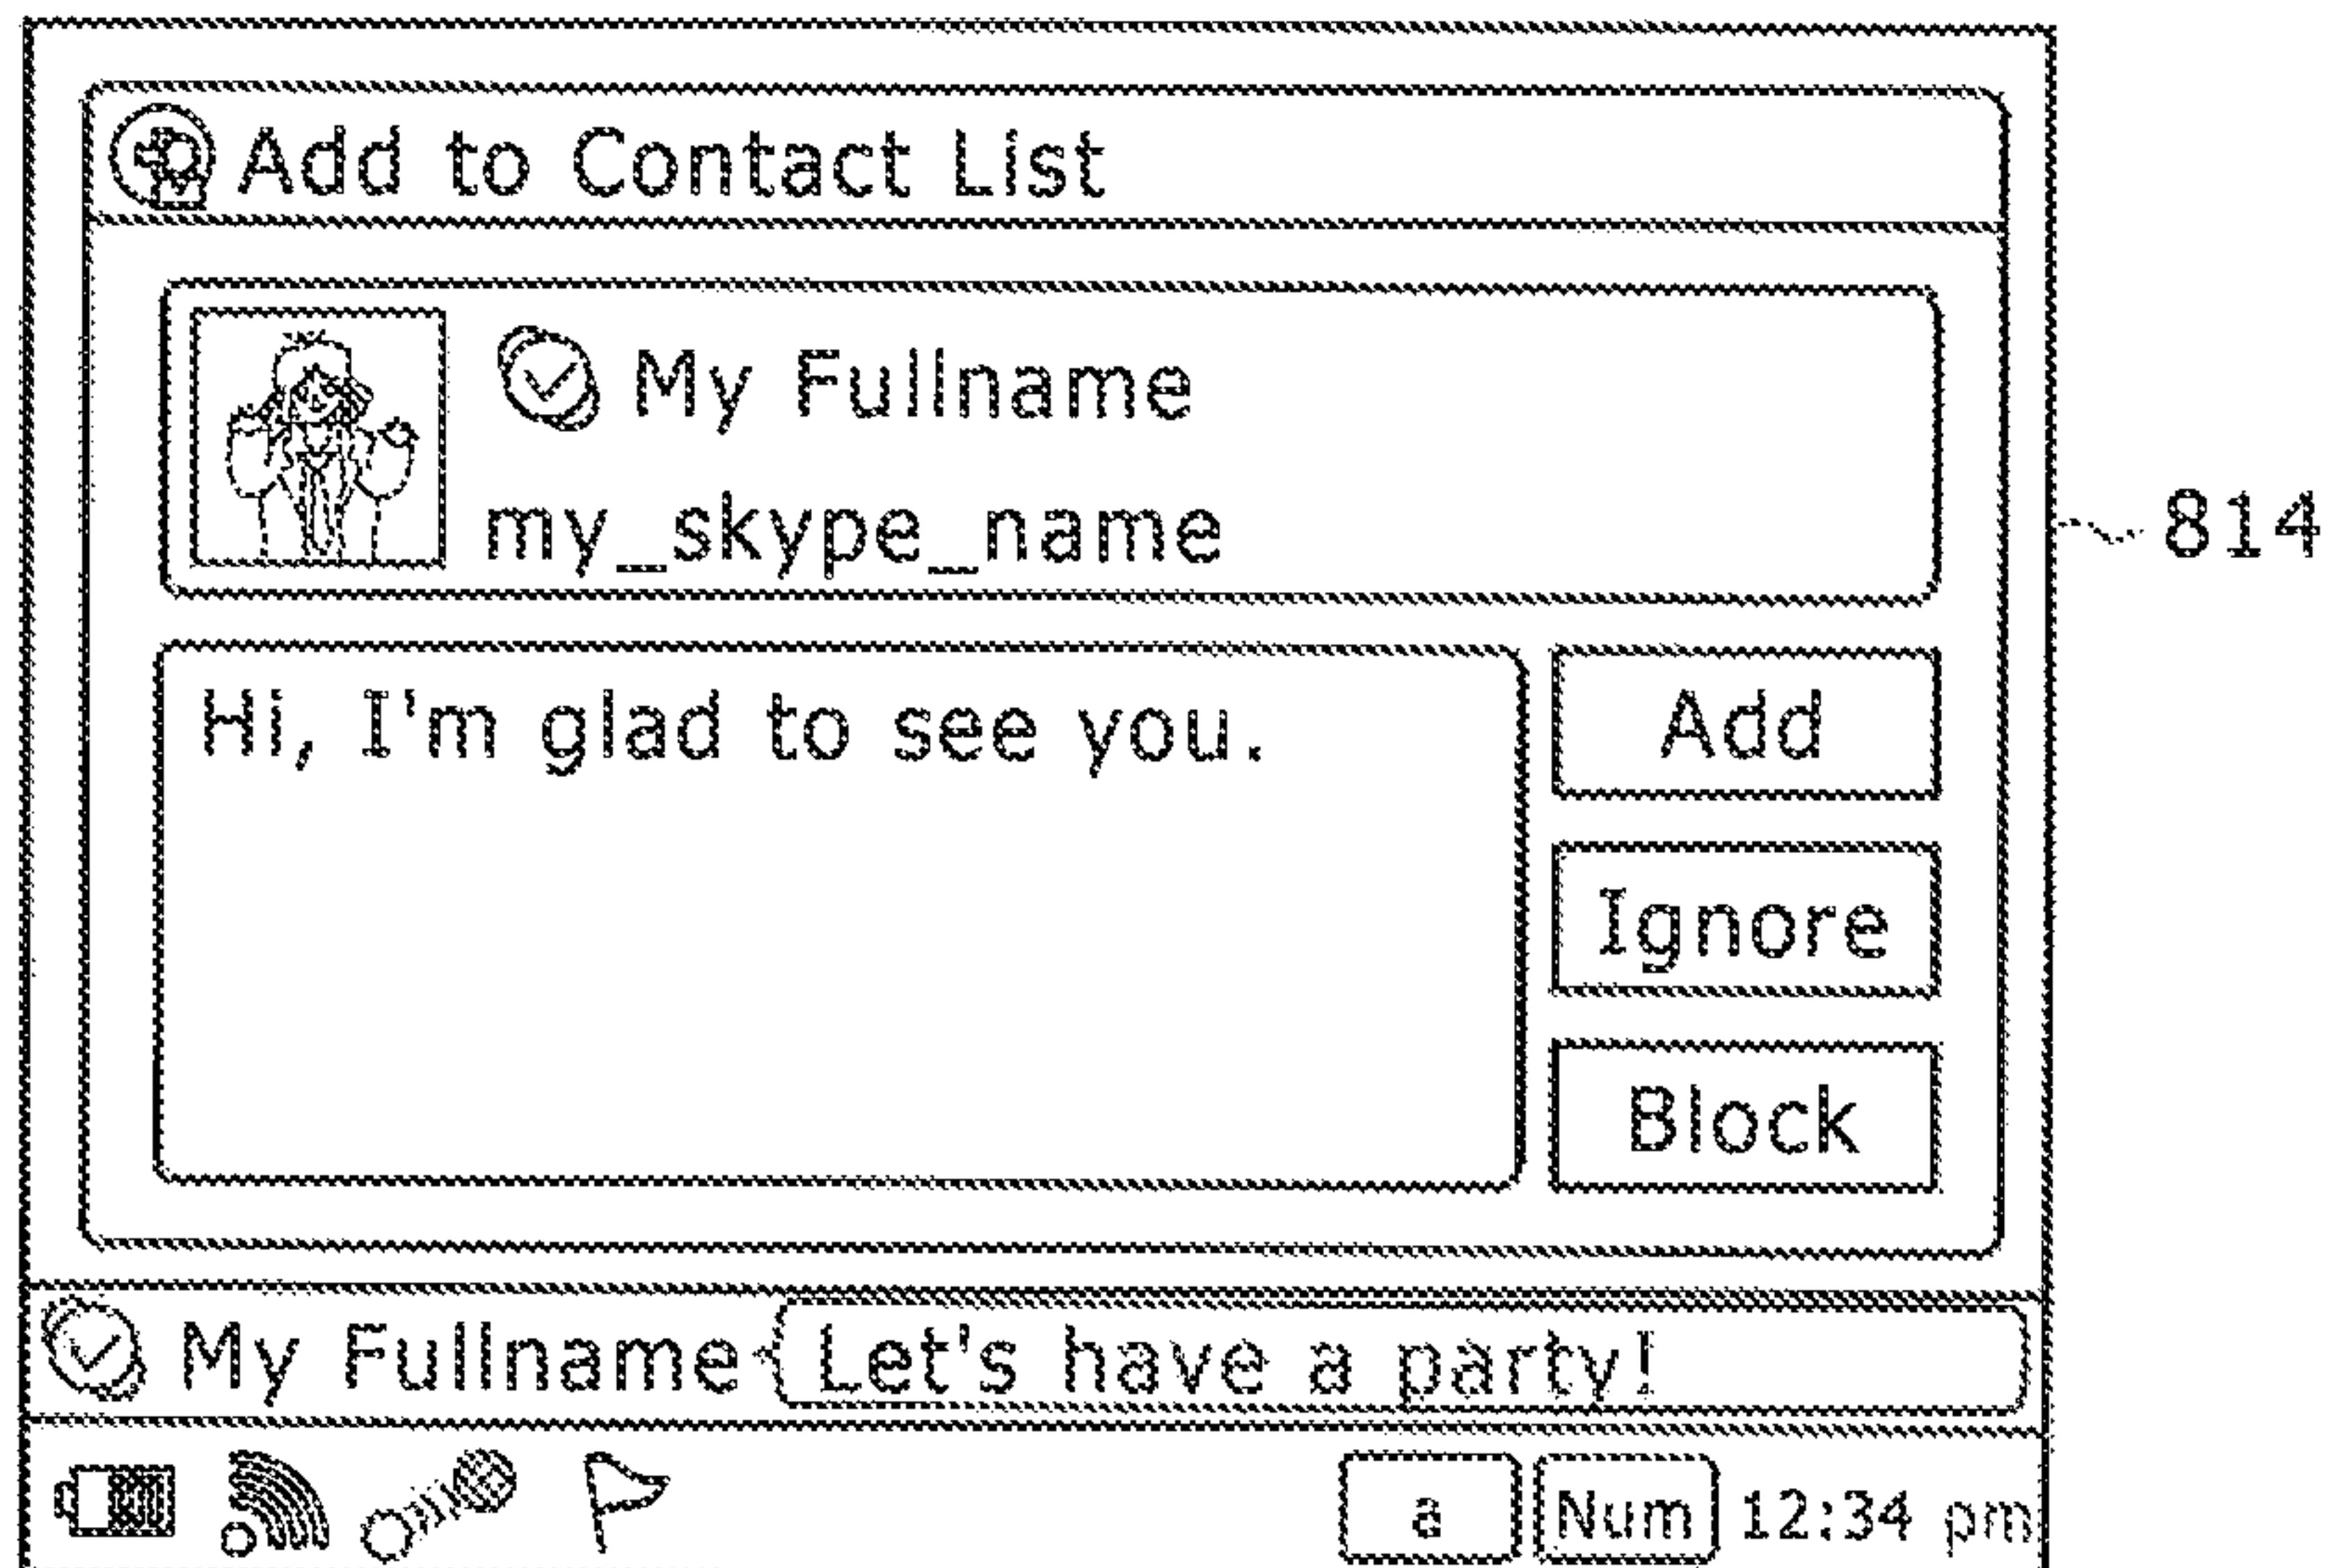 Add to Contact List
My Fullname
my_skype_name
814
Hi, I'm glad to see you.
Add
Ignore
Block
My Fullname
Let's have a party!
a
Num
12:34 pm